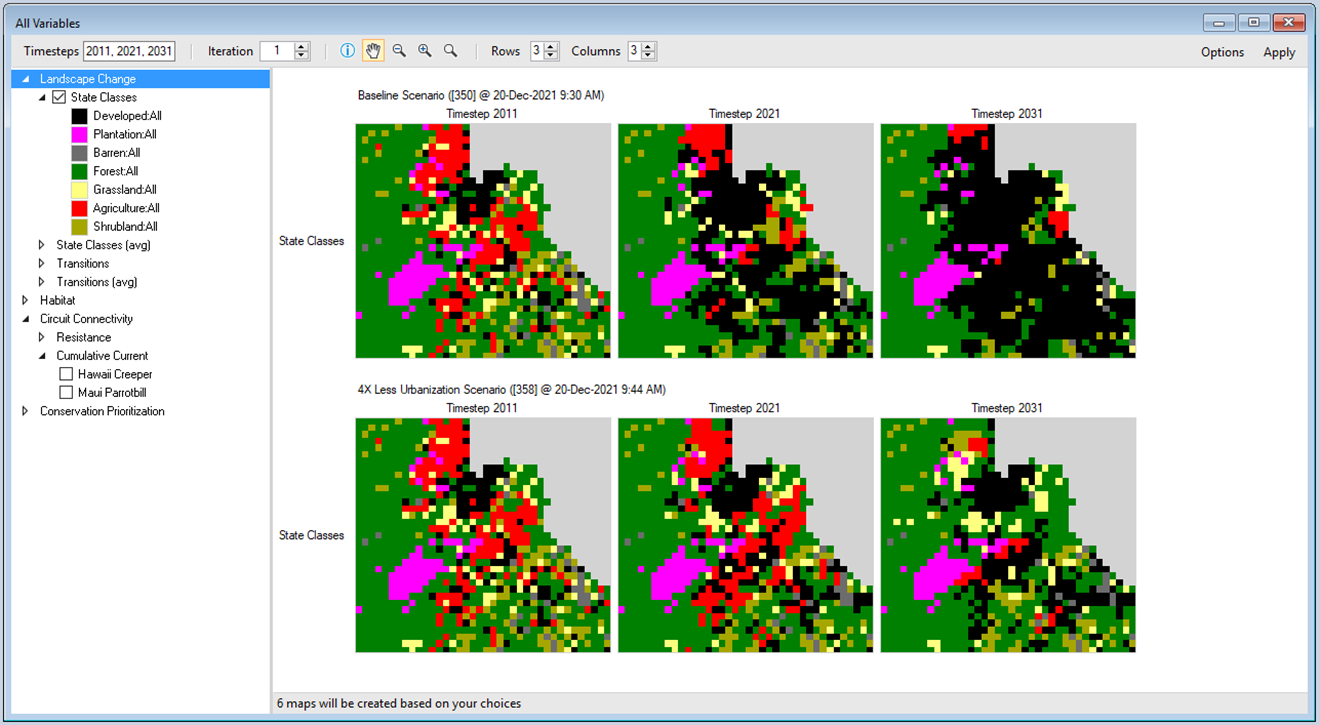 All Variables
Timesteps 2011, 2021, 2031 Iteration 1 Rows 3 Columns 3 Options Apply
Landscape Change
State Classes
Developed:All
Plantation:All
Barren:All
Forest:All
Grassland:All
Agriculture:All
Shrubland:All
State Classes (avg)
Transitions
Transitions (avg)
Habitat
Circuit Connectivity
Resistance
Cumulative Current
Hawaii Creeper
Maui Parrotbill
Conservation Prioritization
Baseline Scenario ([350] @ 20-Dec-2021 9:30 AM)
Timestep 2011 Timestep 2021 Timestep 2031
State Classes
4X Less Urbanization Scenario ([358] @ 20-Dec-2021 9:44 AM)
Timestep 2011 Timestep 2021 Timestep 2031
State Classes
6 maps will be created based on your choices